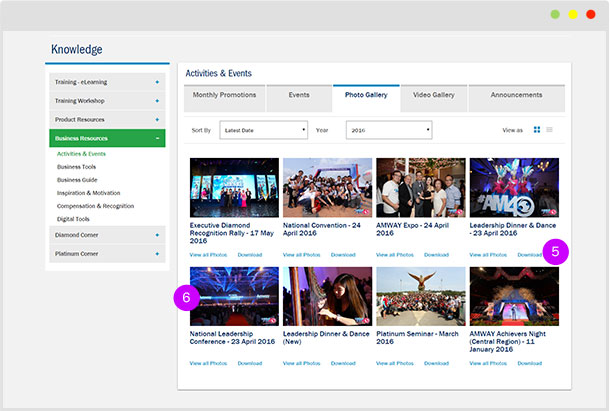 Knowledge
Training - eLearning +
Training Workshop +
Product Resources +
Business Resources –
Activities & Events
Business Tools
Business Guide
Inspiration & Motivation
Compensation & Recognition
Digital Tools
Diamond Corner +
Platinum Corner +
Activities & Events
Monthly Promotions Events Photo Gallery Video Gallery Announcements
Sort By Latest Date Year 2016 View as
#AM40
Executive Diamond
Recognition Rally - 17 May
2016
View all Photos Download
National Convention - 24
April 2016
View all Photos Download
AMWAY Expo - 24 April
2016
View all Photos Download
Leadership Dinner & Dance
- 23 April 2016
View all Photos Download
5
6
National Leadership
Conference - 23 April 2016
View all Photos Download
Leadership Dinner & Dance
(New)
View all Photos Download
Platinum Seminar - March
2016
View all Photos Download
AMWAY Achievers Night
(Central Region) - 11
January 2016
View all Photos Download